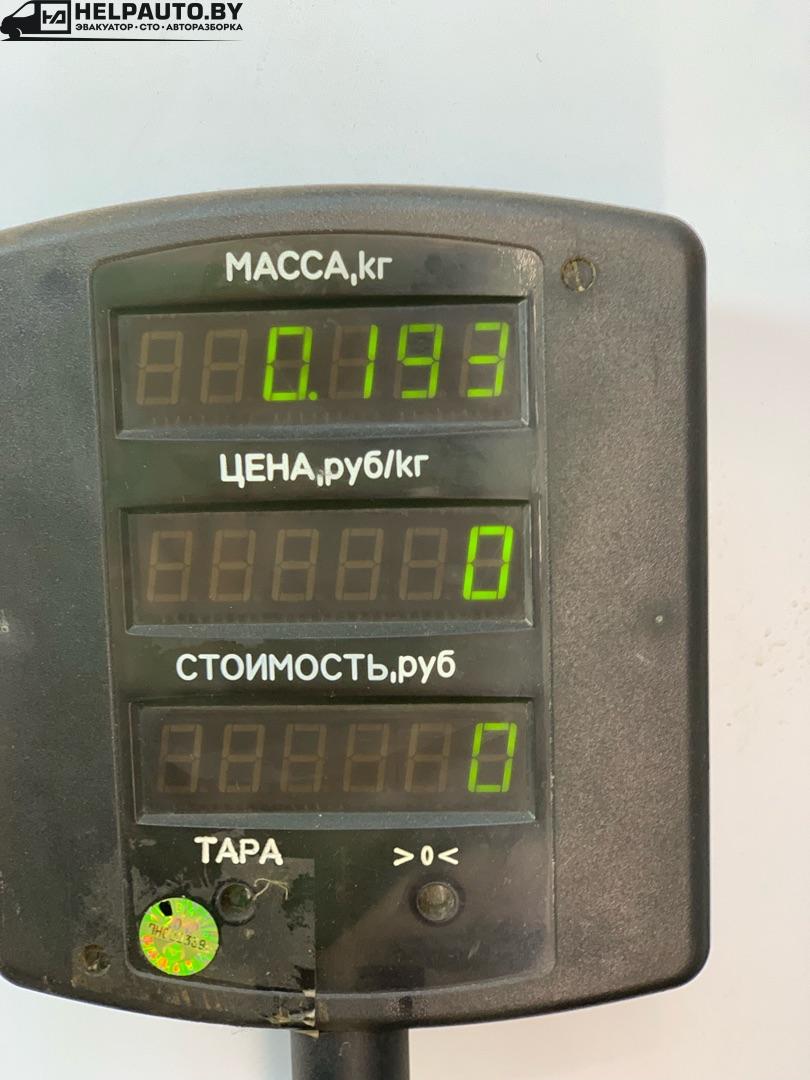 HELPAUTO.BY
ЭВАКУАТОР•СТО•АВТОРАЗБОРКА
МАССА,кг
0.193
ЦЕНА,руб/кг
0
СТОИМОСТЬ,руб
0
ТАРА >0<